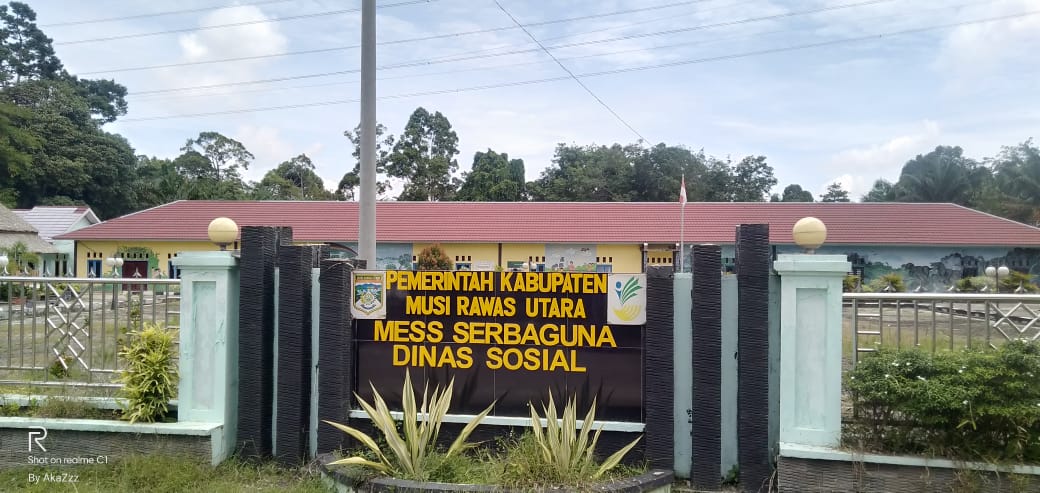 PEMERINTAH KABUPATEN
MUSI RAWAS UTARA
MESS SERBAGUNA
DINAS SOSIAL
R
Shot on realme C1
By AkaZzz